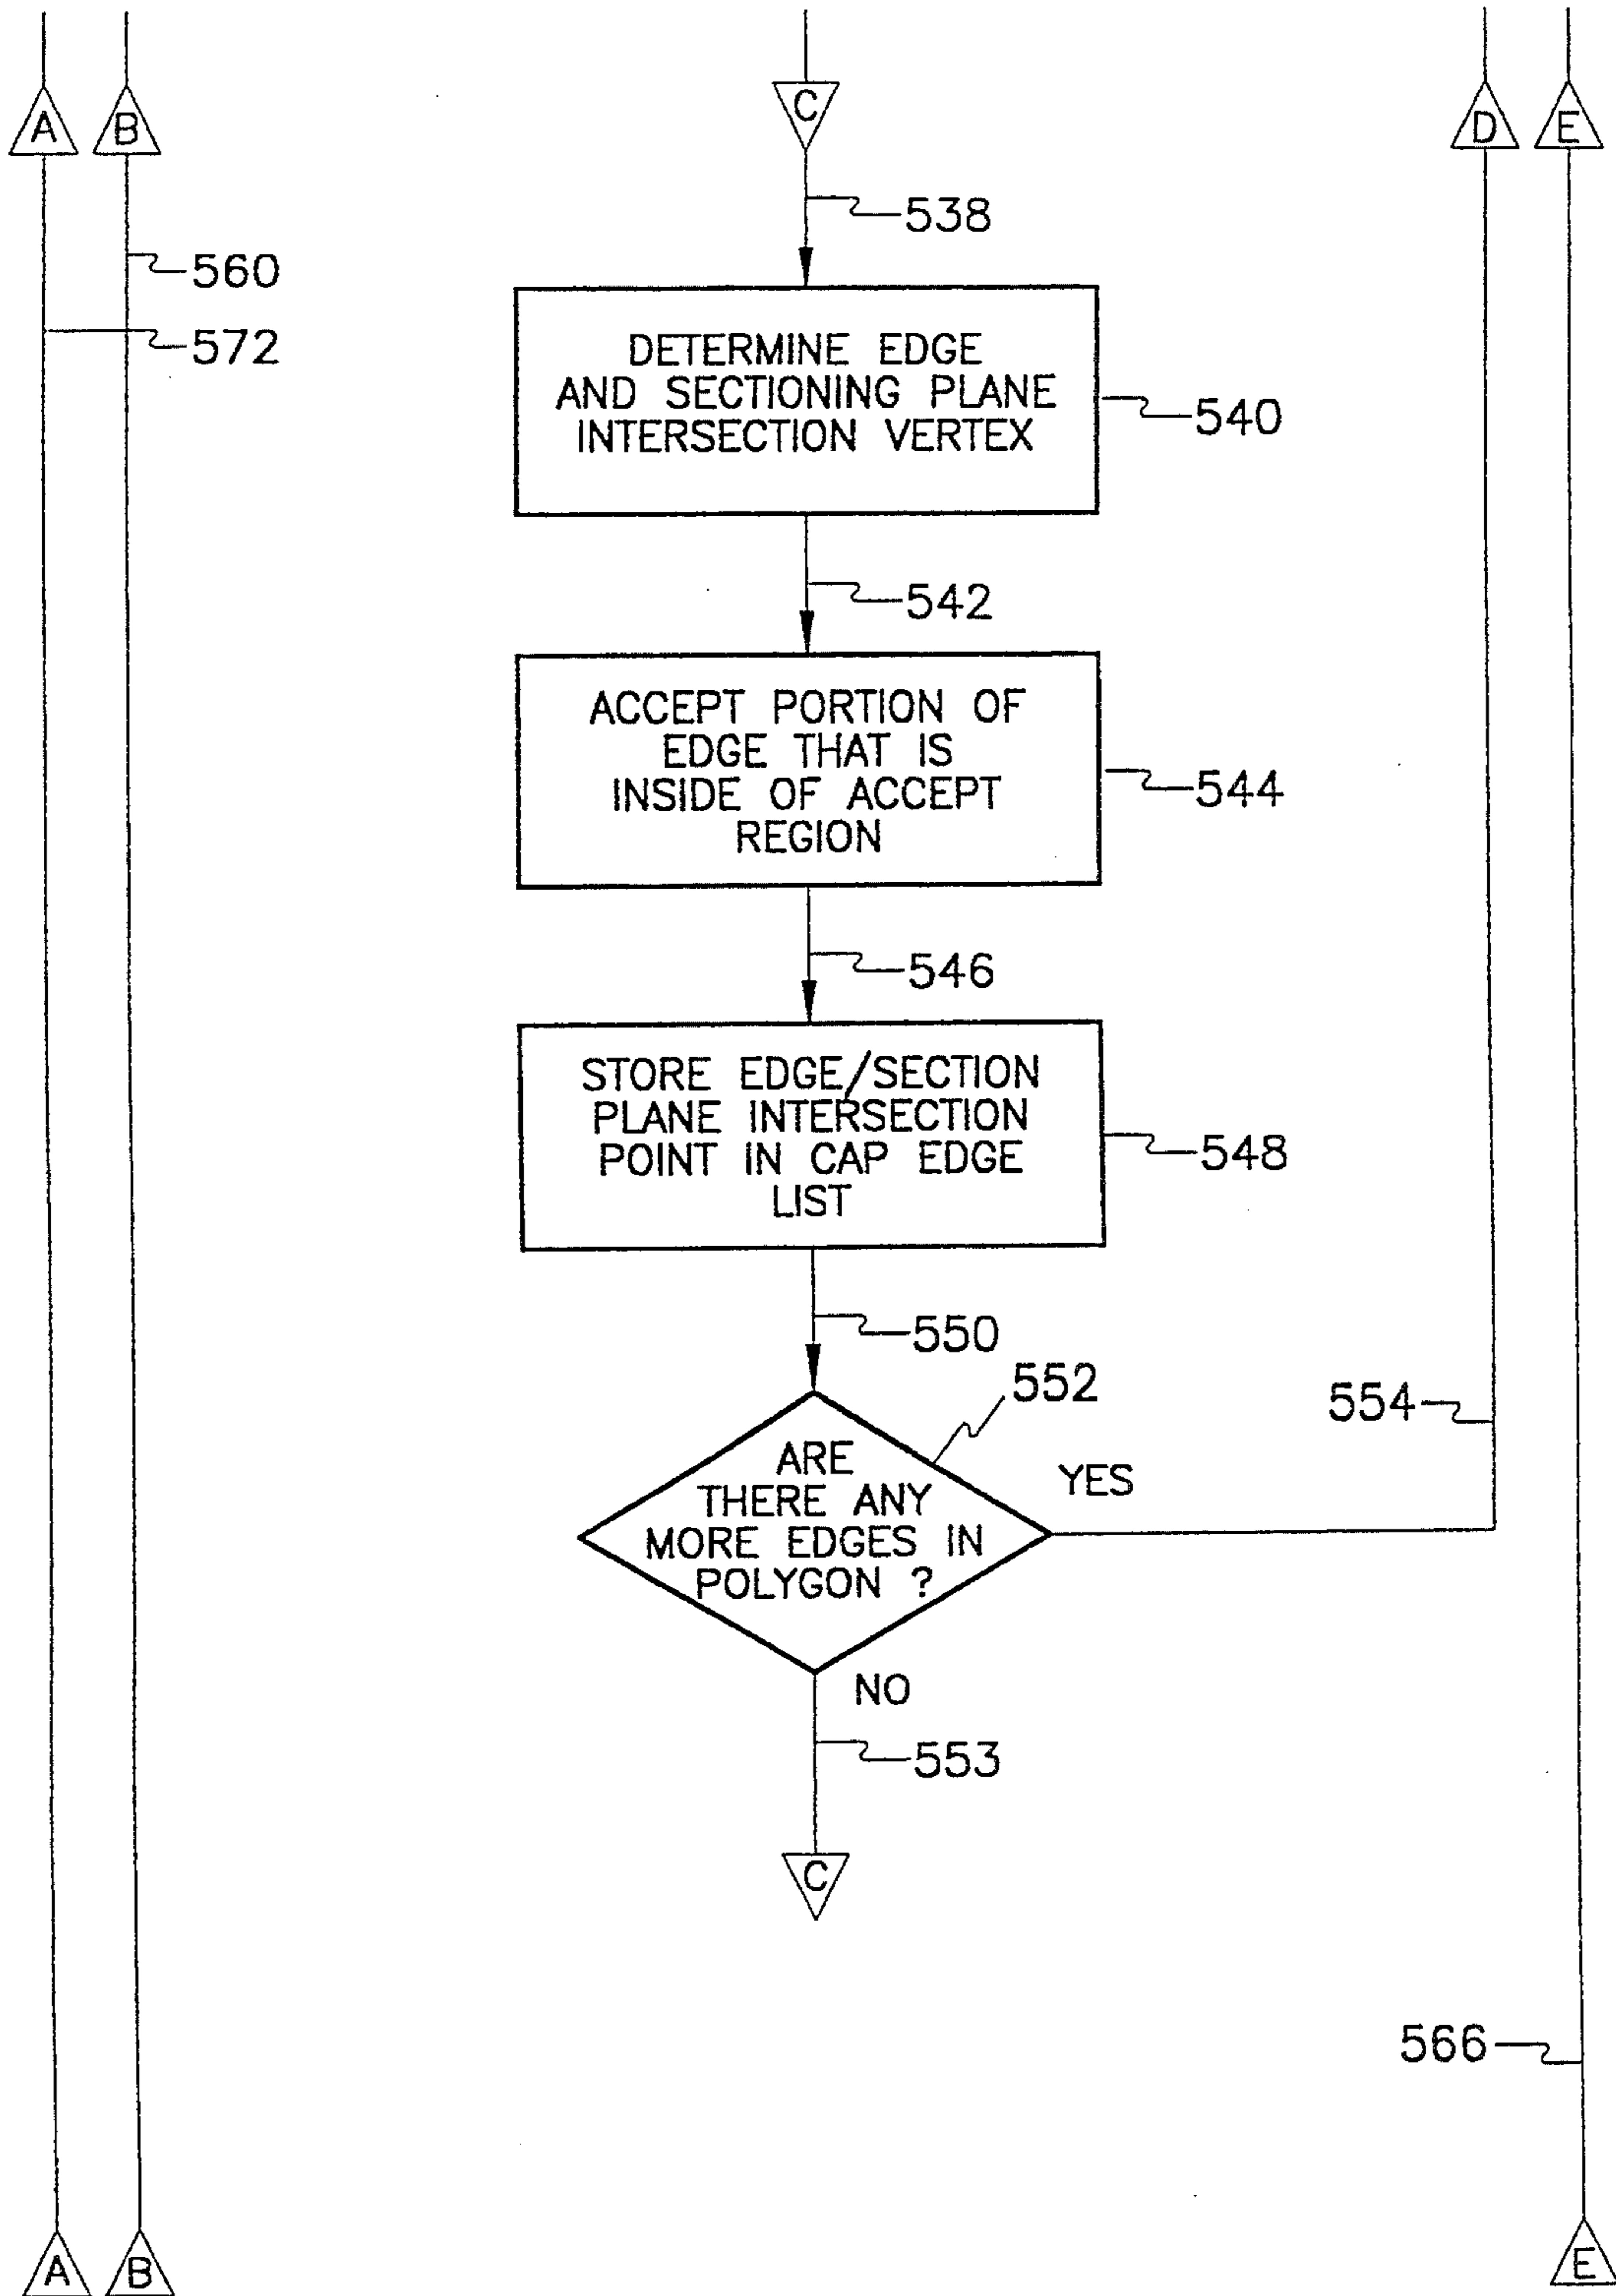 A
B
C
D
E
538
560
572
DETERMINE EDGE
AND SECTIONING PLANE
INTERSECTION VERTEX
540
542
ACCEPT PORTION OF
EDGE THAT IS
INSIDE OF ACCEPT
REGION
544
546
STORE EDGE/SECTION
PLANE INTERSECTION
POINT IN CAP EDGE
LIST
548
550
552
554
ARE
THERE ANY
MORE EDGES IN
POLYGON ?
YES
NO
553
C
566
A
B
E